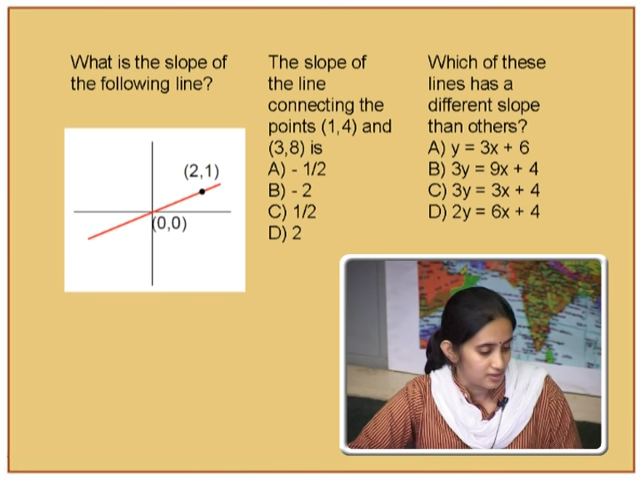 What is the slope of
the following line?
(2,1)
(0,0)
The slope of
the line
connecting the
points (1,4) and
(3,8) is
A) - 1/2
B) - 2
C) 1/2
D) 2
Which of these
lines has a
different slope
than others?
A) y = 3x + 6
B) 3y = 9x + 4
C) 3y = 3x + 4
D) 2y = 6x + 4